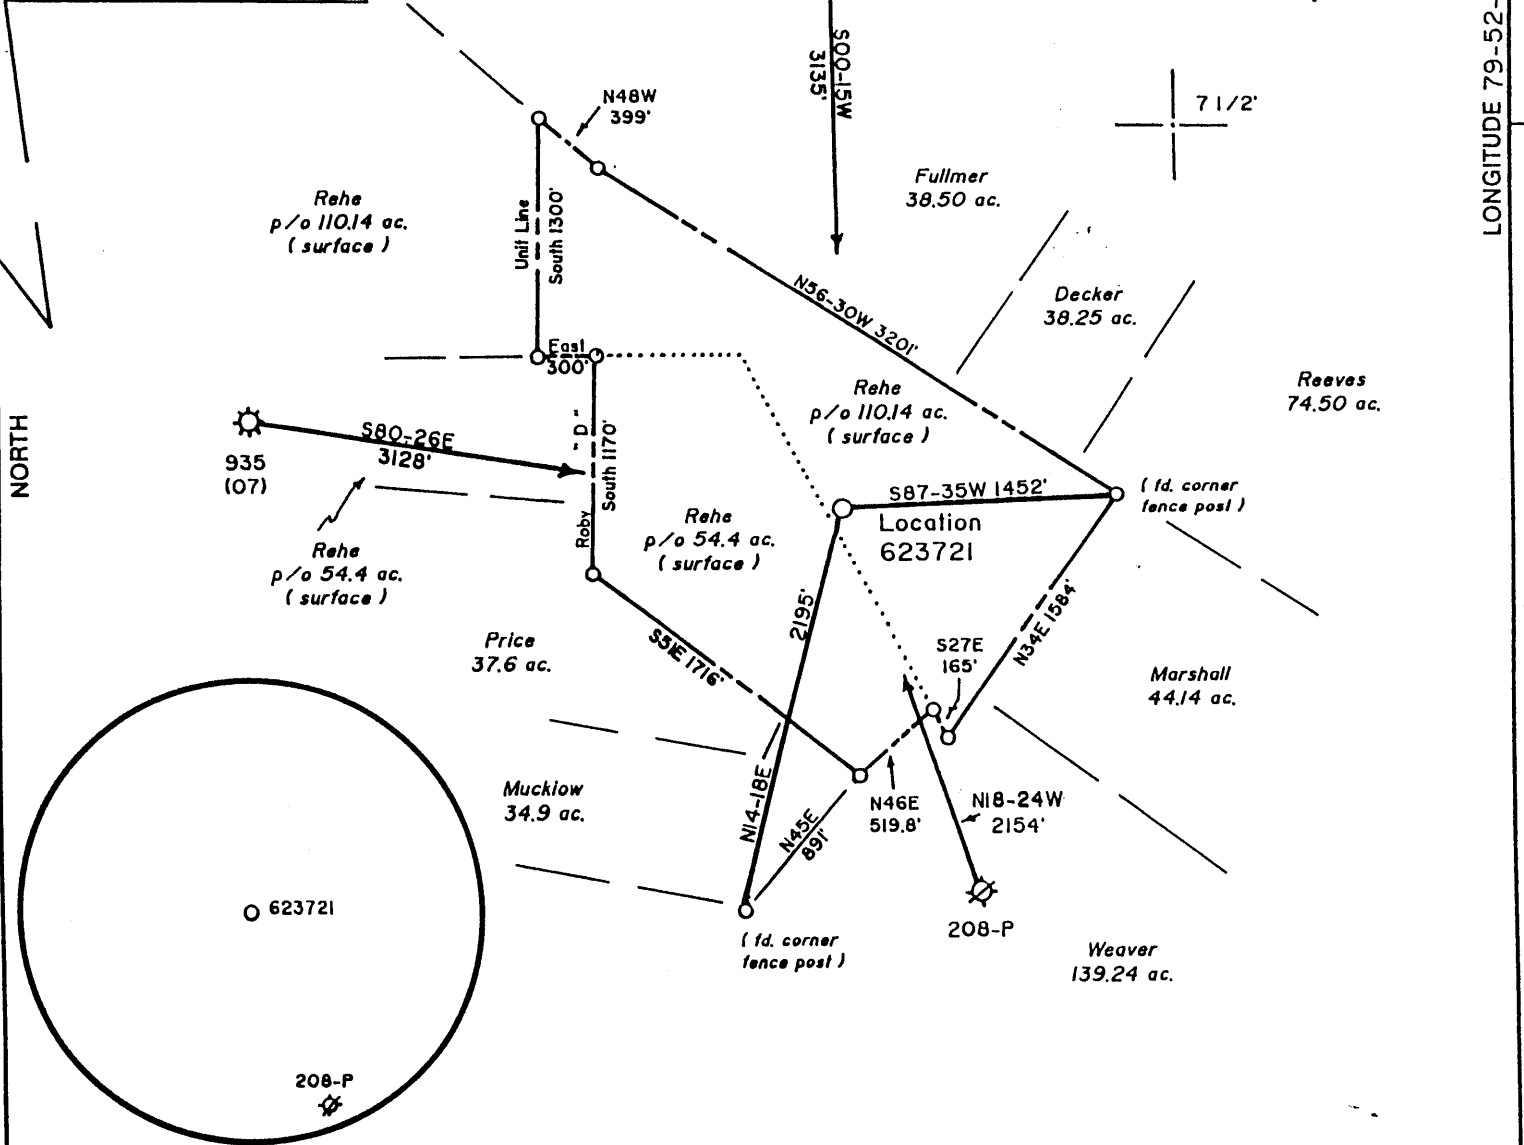 LONGITUDE 79-52-
S00-15W
3135'
7 1/2'
N48W
399'
Fullmer
38.50 ac.
Rehe
p/o 110.14 ac.
( surface )
Unit Line
South 1300'
N56-30W 3201'
Decker
38.25 ac.
East
300'
Rehe
p/o 110.14 ac.
( surface )
Reeves
74.50 ac.
NORTH
S80-26E
3128'
935
(07)
Roby "D"
South 1170'
S87-35W 1452'
( fd. corner
fence post )
Location
623721
Rehe
p/o 54.4 ac.
( surface )
Rehe
p/o 54.4 ac.
( surface )
2195'
N34E 1584'
Price
37.6 ac.
S51E 1716'
S27E
165'
Marshall
44.14 ac.
Mucklow
34.9 ac.
N14-18E
N45E
891'
N46E
519.8'
N18-24W
2154'
623721
208-P
( fd. corner
fence post )
Weaver
139.24 ac.
208-P